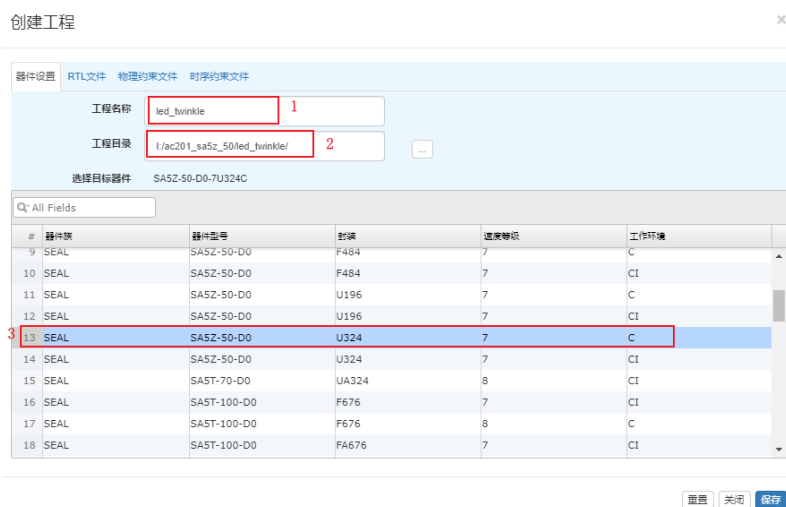 创建工程 ×
器件设置 RTL文件 物理约束文件 时序约束文件
工程名称 led_twinkle 1
工程目录 I:/ac201_sa5z_50/led_twinkle/ 2 ...
选择目标器件 SA5Z-50-D0-7U324C
All Fields
# 器件族 器件型号 封装 速度等级 工作环境
9 SEAL SA5Z-50-D0 F484 7 C
10 SEAL SA5Z-50-D0 F484 7 CI
11 SEAL SA5Z-50-D0 U196 7 C
12 SEAL SA5Z-50-D0 U196 7 CI
3 13 SEAL SA5Z-50-D0 U324 7 C
14 SEAL SA5Z-50-D0 U324 7 CI
15 SEAL SA5T-70-D0 UA324 8 CI
16 SEAL SA5T-100-D0 F676 7 CI
17 SEAL SA5T-100-D0 F676 8 C
18 SEAL SA5T-100-D0 FA676 7 CI
重置 关闭 保存